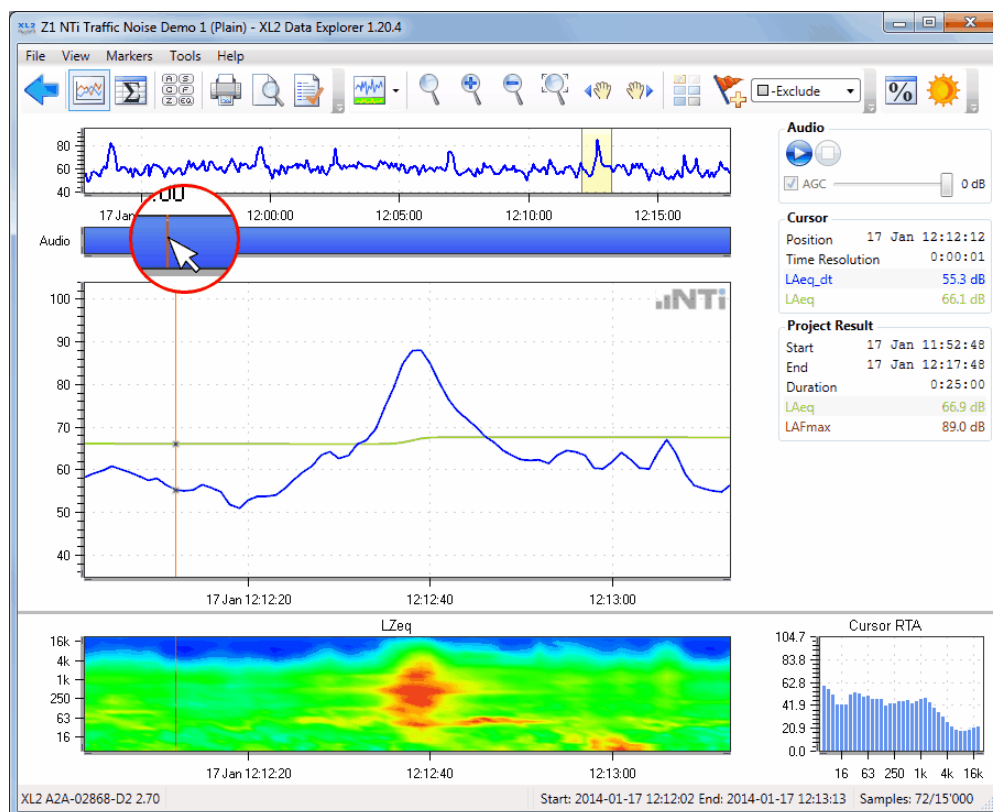 XL2 Z1 NTi Traffic Noise Demo 1 (Plain) - XL2 Data Explorer 1.20.4
File View Markers Tools Help
A S
C F
Z EQ
-Exclude
%
80
60
40
17 Jan
12:00:00 12:05:00 12:10:00 12:15:00
:00
Audio
100
90
80
70
60
50
40
NTi
17 Jan 12:12:20 12:12:40 12:13:00
Audio
AGC 0 dB
Cursor
Position 17 Jan 12:12:12
Time Resolution 0:00:01
LAeq_dt 55.3 dB
LAeq 66.1 dB
Project Result
Start 17 Jan 11:52:48
End 17 Jan 12:17:48
Duration 0:25:00
LAeq 66.9 dB
LAFmax 89.0 dB
LZeq
16k
4k
1k
250
63
16
17 Jan 12:12:20 12:12:40 12:13:00
Cursor RTA
104.7
83.8
62.8
41.9
20.9
0.0
16 63 250 1k 4k 16k
XL2 A2A-02868-D2 2.70 Start: 2014-01-17 12:12:02 End: 2014-01-17 12:13:13 Samples: 72/15'000